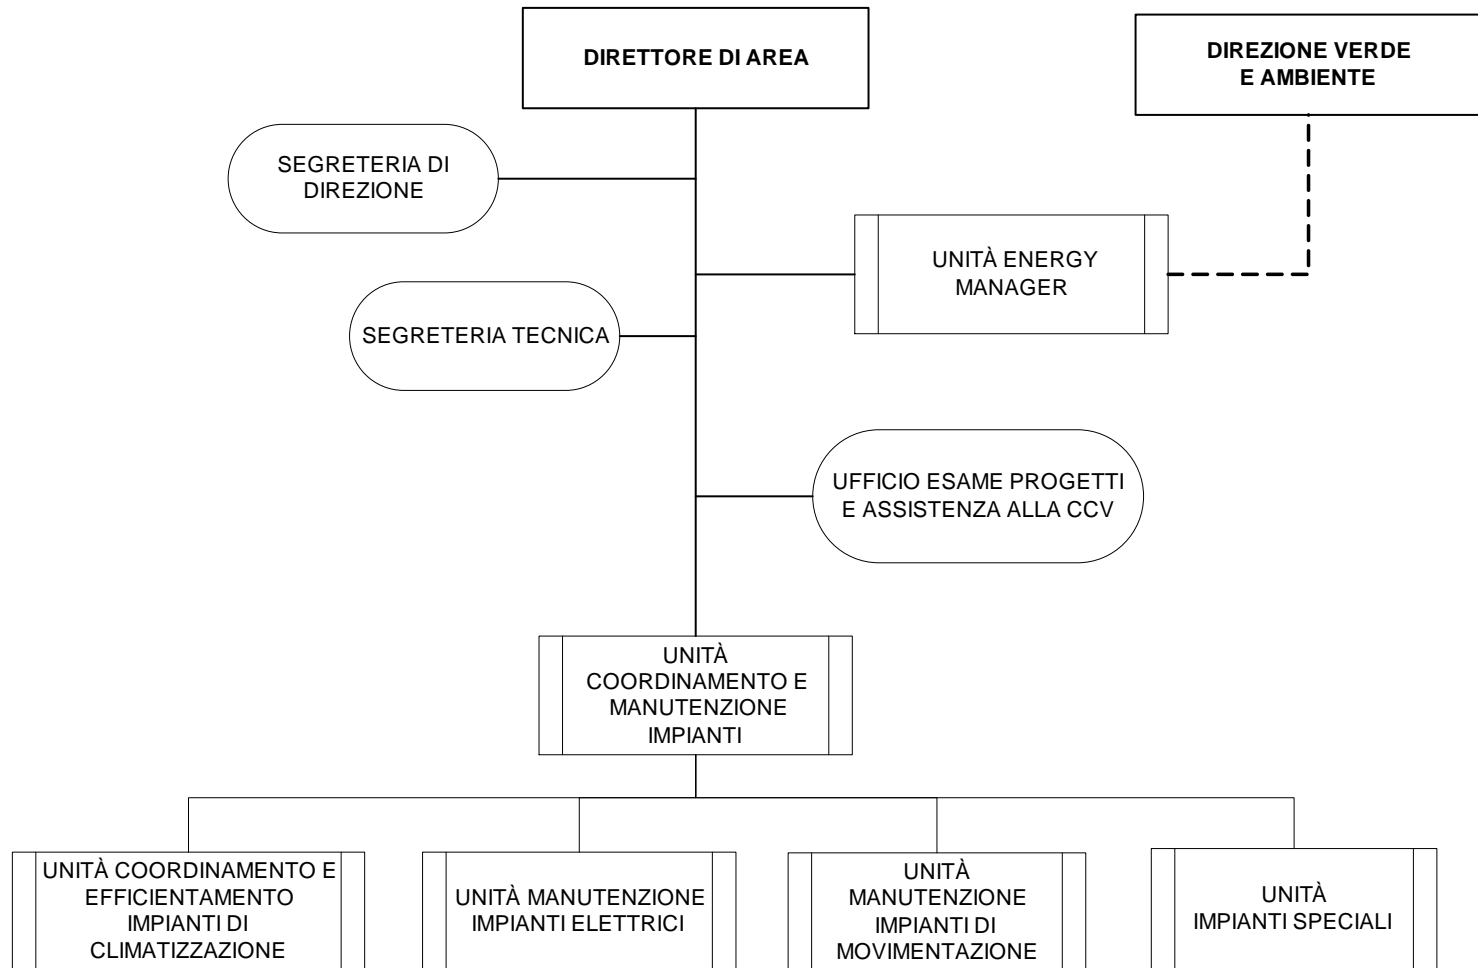 DIRETTORE DI AREA
DIREZIONE VERDE
E AMBIENTE
SEGRETERIA DI
DIREZIONE
UNITÀ ENERGY
MANAGER
SEGRETERIA TECNICA
UFFICIO ESAME PROGETTI
E ASSISTENZA ALLA CCV
UNITÀ
COORDINAMENTO E
MANUTENZIONE
IMPIANTI
UNITÀ COORDINAMENTO E
EFFICIENTAMENTO
IMPIANTI DI
CLIMATIZZAZIONE
UNITÀ MANUTENZIONE
IMPIANTI ELETTRICI
UNITÀ
MANUTENZIONE
IMPIANTI DI
MOVIMENTAZIONE
UNITÀ
IMPIANTI SPECIALI